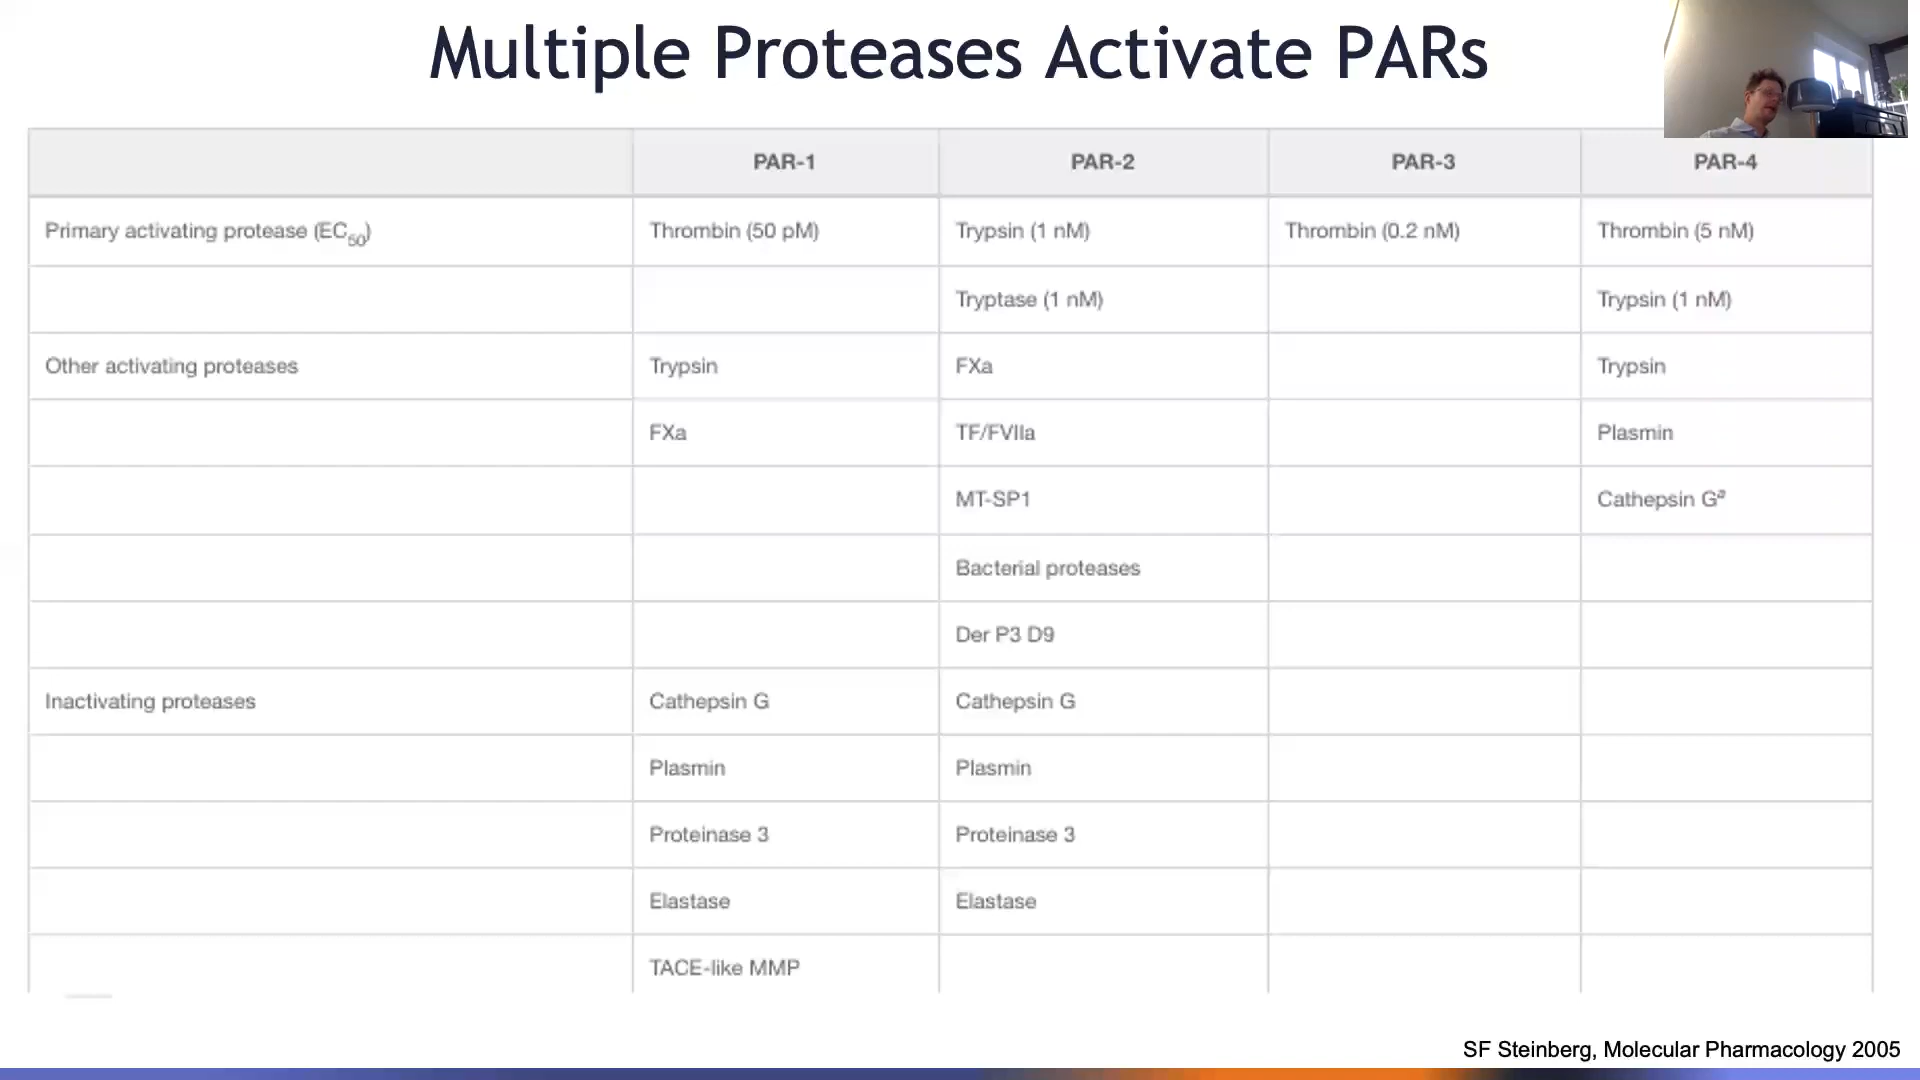 Multiple Proteases Activate PARs
PAR-1 PAR-2 PAR-3 PAR-4
Primary activating protease (EC50) Thrombin (50 pM) Trypsin (1 nM) Thrombin (0.2 nM) Thrombin (5 nM)
Tryptase (1 nM) Trypsin (1 nM)
Other activating proteases Trypsin FXa Trypsin
FXa TF/FVIIa Plasmin
MT-SP1 Cathepsin Gª
Bacterial proteases
Der P3 D9
Inactivating proteases Cathepsin G Cathepsin G
Plasmin Plasmin
Proteinase 3 Proteinase 3
Elastase Elastase
TACE-like MMP
SF Steinberg, Molecular Pharmacology 2005